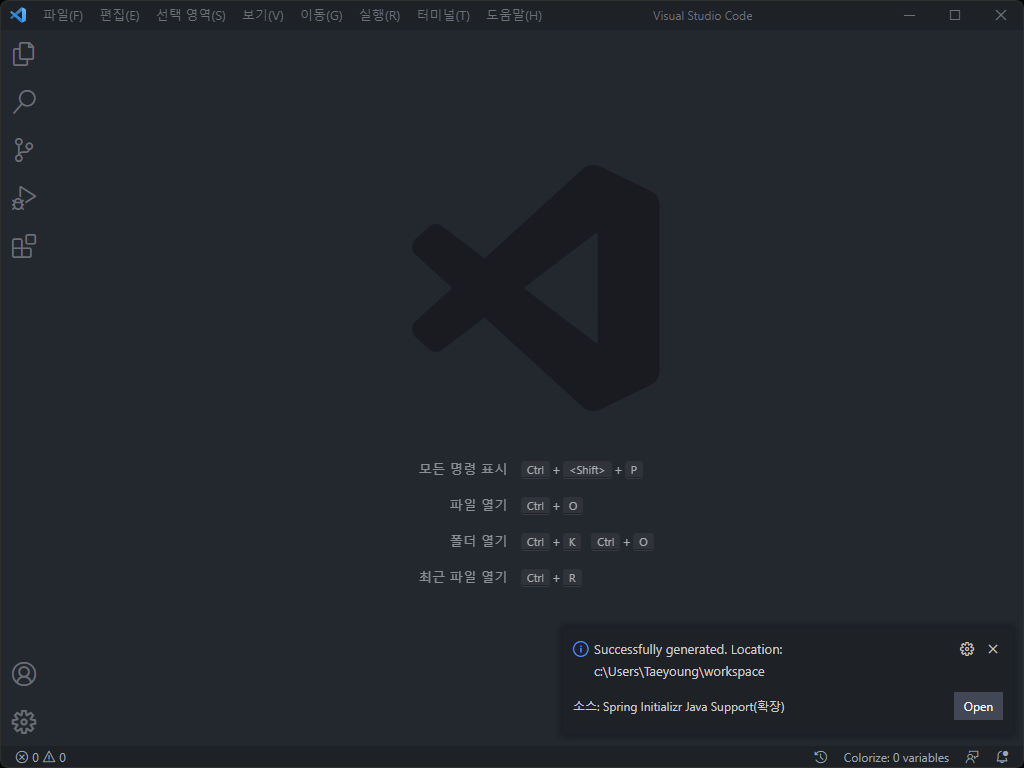 파일(F) 편집(E) 선택 영역(S) 보기(V) 이동(G) 실행(R) 터미널(T) 도움말(H) Visual Studio Code
모든 명령 표시 Ctrl + <Shift> + P
파일 열기 Ctrl + O
폴더 열기 Ctrl + K Ctrl + O
최근 파일 열기 Ctrl + R
Successfully generated. Location:
c:\Users\Taeyoung\workspace
소스: Spring Initializr Java Support(확장) Open
0 0 Colorize: 0 variables